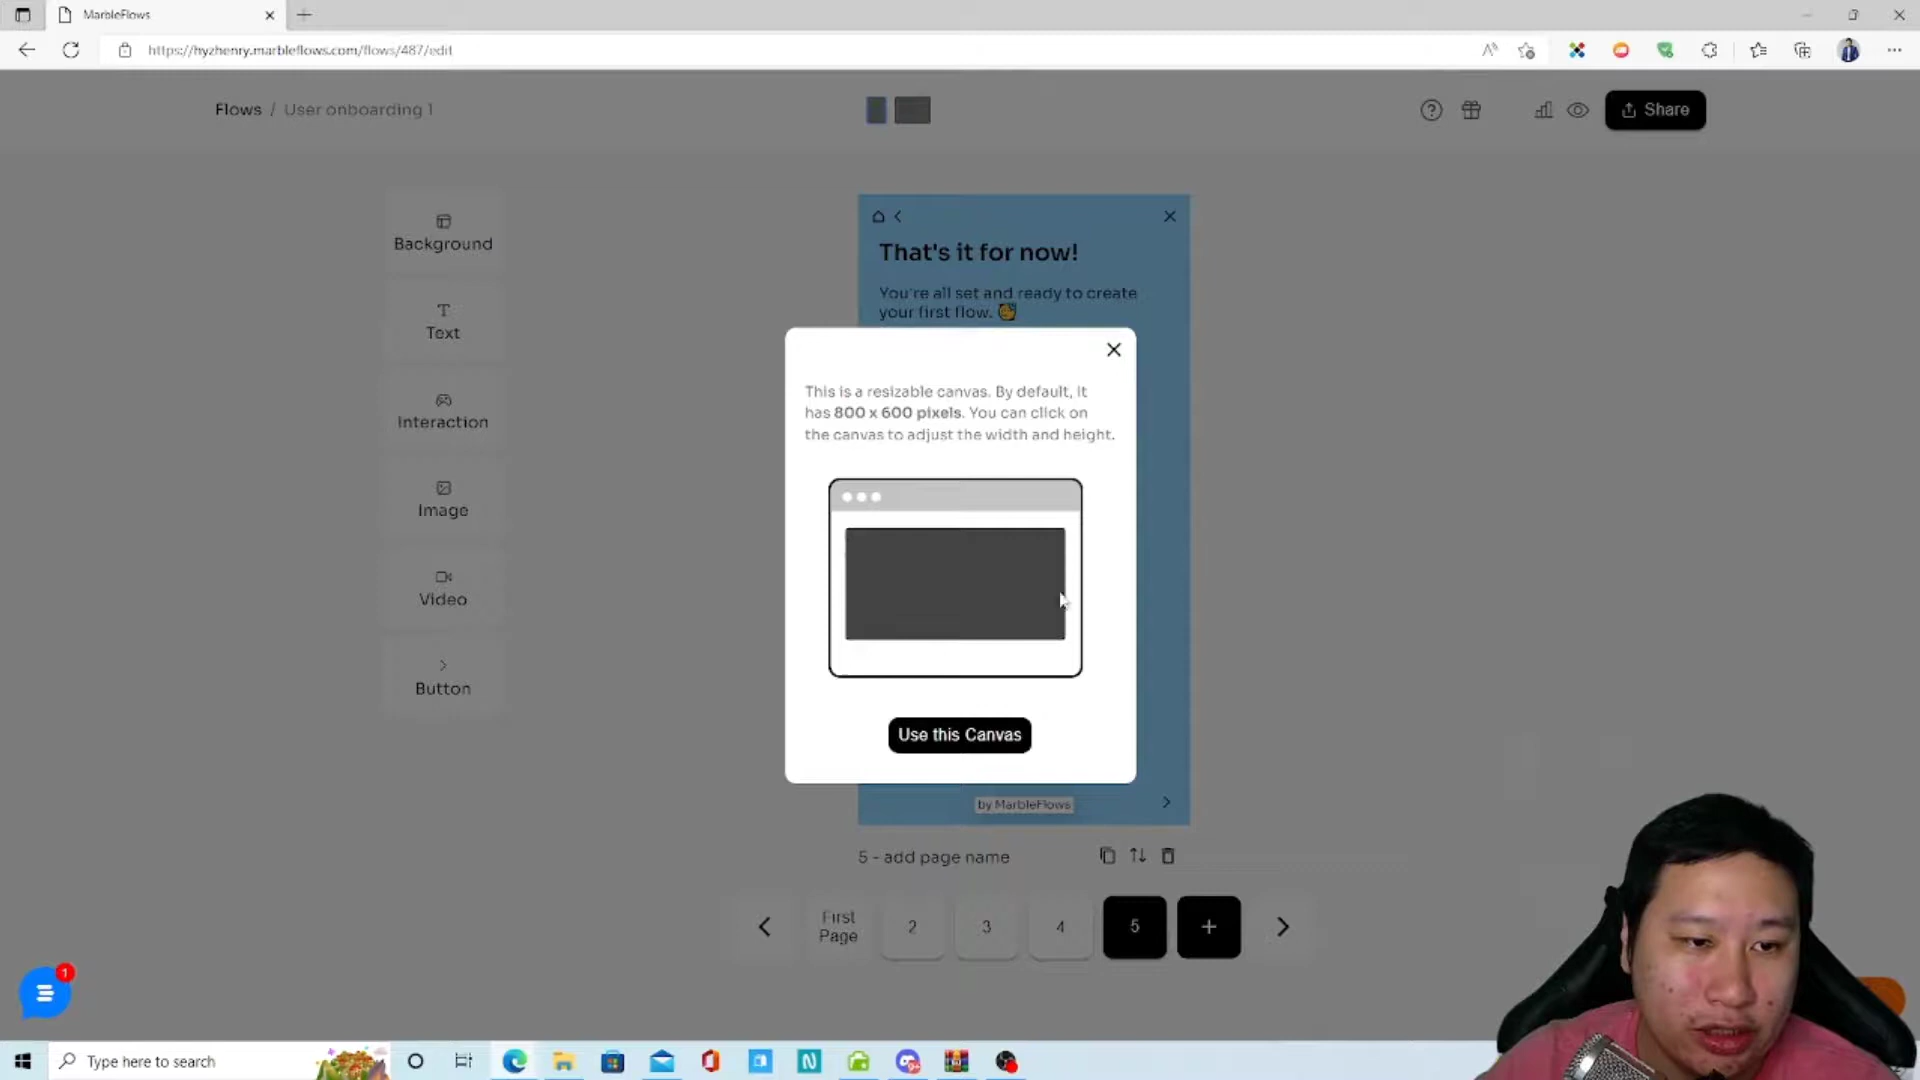 MarbleFlows
https://hyzhenry.marbleflows.com/flows/487/edit
Flows / User onboarding 1
Share
Background
Text
Interaction
Image
Video
Button
That's it for now!
You're all set and ready to create
your first flow.
This is a resizable canvas. By default, it
has 800 x 600 pixels. You can click on
the canvas to adjust the width and height.
Use this Canvas
by MarbleFlows
5 - add page name
First
Page
2
3
4
5
+
1
Type here to search